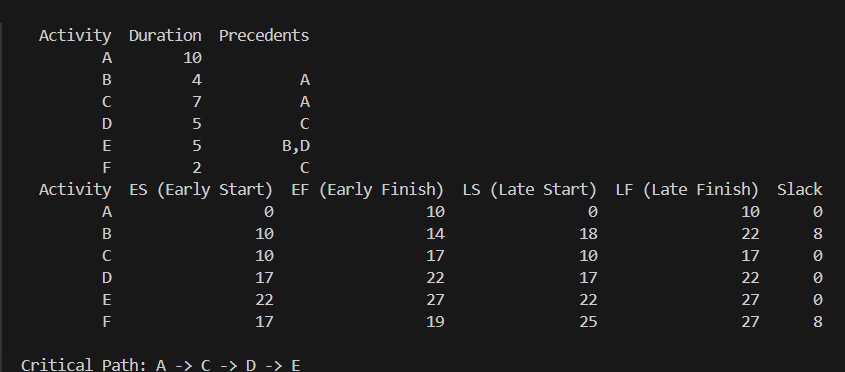 Activity Duration Precedents
A 10
B 4 A
C 7 A
D 5 C
E 5 B,D
F 2 C
Activity ES (Early Start) EF (Early Finish) LS (Late Start) LF (Late Finish) Slack
A 0 10 0 10 0
B 10 14 18 22 8
C 10 17 10 17 0
D 17 22 17 22 0
E 22 27 22 27 0
F 17 19 25 27 8
Critical Path: A -> C -> D -> E